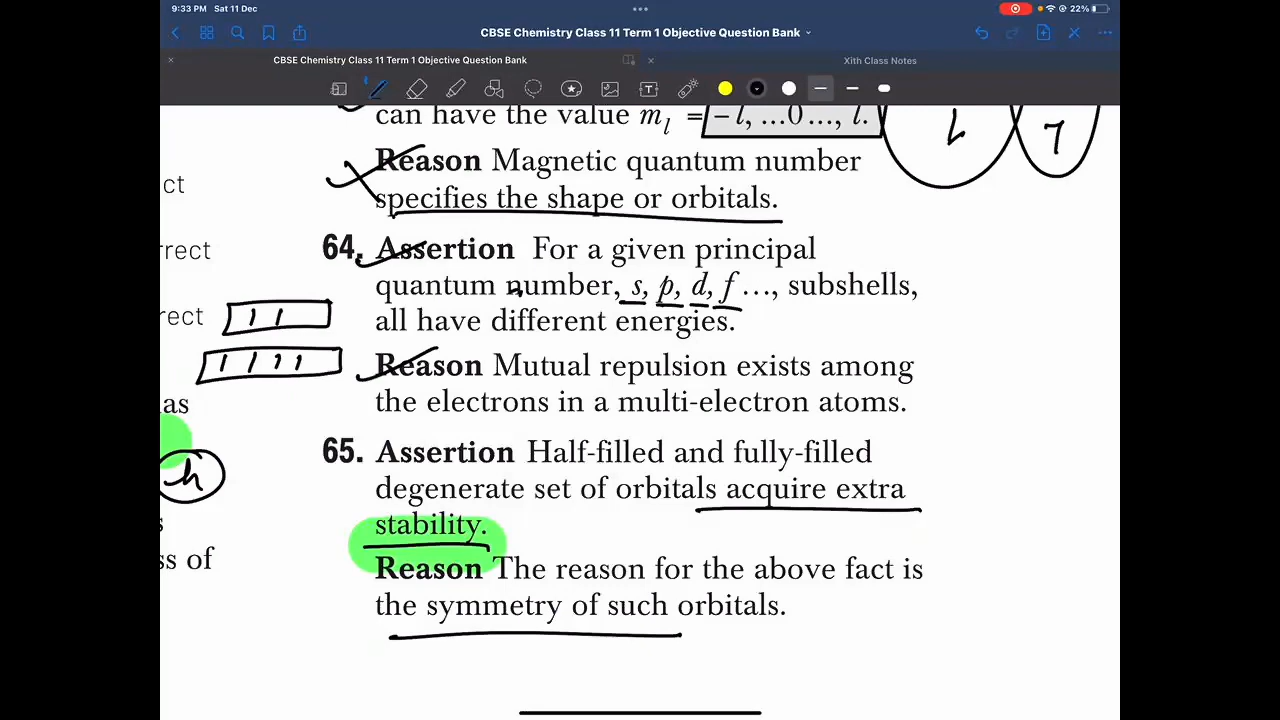 9:33 PM Sat 11 Dec
22%
CBSE Chemistry Class 11 Term 1 Objective Question Bank
CBSE Chemistry Class 11 Term 1 Objective Question Bank
Xith Class Notes
can have the value m_l = – l, ...0 ..., l.
Reason Magnetic quantum number
specifies the shape or orbitals.
ct
64. Assertion For a given principal
rrect
quantum number, s, p, d, f ..., subshells,
rect
all have different energies.
Reason Mutual repulsion exists among
the electrons in a multi-electron atoms.
as
65. Assertion Half-filled and fully-filled
degenerate set of orbitals acquire extra
stability.
h
s
ss of
Reason The reason for the above fact is
the symmetry of such orbitals.